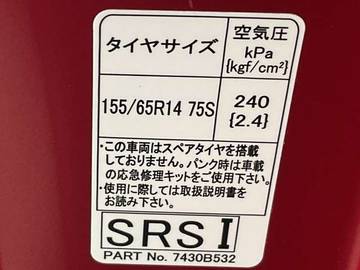 タイヤサイズ
空気圧
kPa
{kgf/cm²}
155/65R14 75S
240
{2.4}
・この車両はスペアタイヤを搭載
しておりません。パンク時は車載
の応急修理キットをご使用下さい。
・使用に際しては取扱説明書を
お読み下さい。
SRS I
PART No. 7430B532